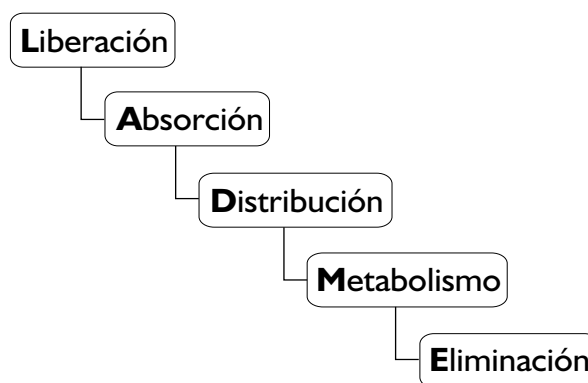 Liberación
Absorción
Distribución
Metabolismo
Eliminación